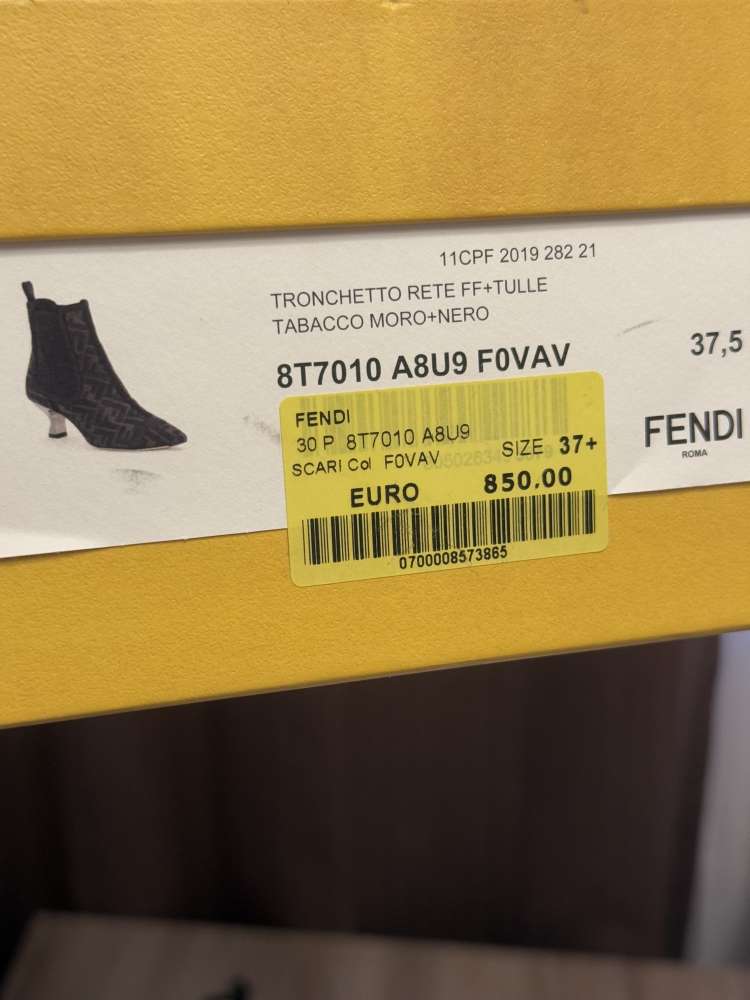 11CPF 2019 282 21
TRONCHETTO RETE FF+TULLE
TABACCO MORO+NERO
8T7010 A8U9 F0VAV
37,5
FENDI
ROMA
FENDI
30 P 8T7010 A8U9
SCARI Col F0VAV SIZE 37+
EURO 850.00
0700008573865